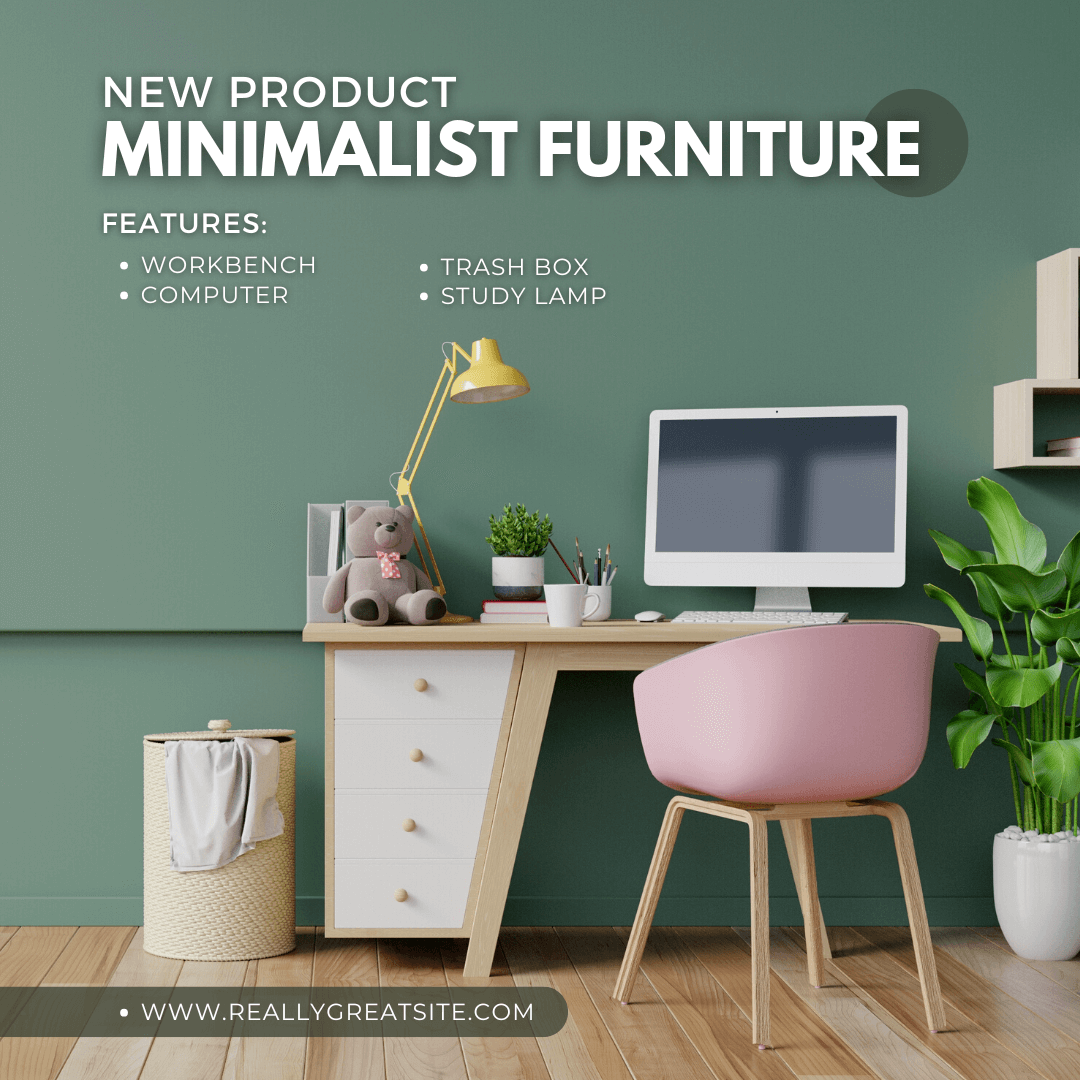 NEW PRODUCT
MINIMALIST FURNITURE
FEATURES:
• WORKBENCH
• COMPUTER
• TRASH BOX
• STUDY LAMP
• WWW.REALLYGREATSITE.COM